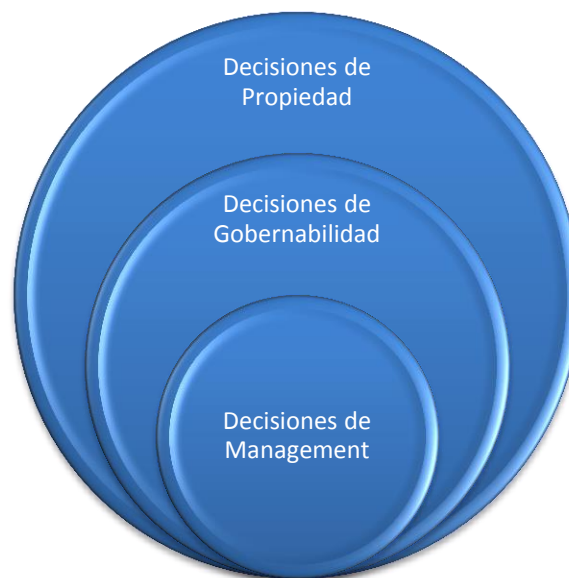 Decisiones de
Propiedad
Decisiones de
Gobernabilidad
Decisiones de
Management